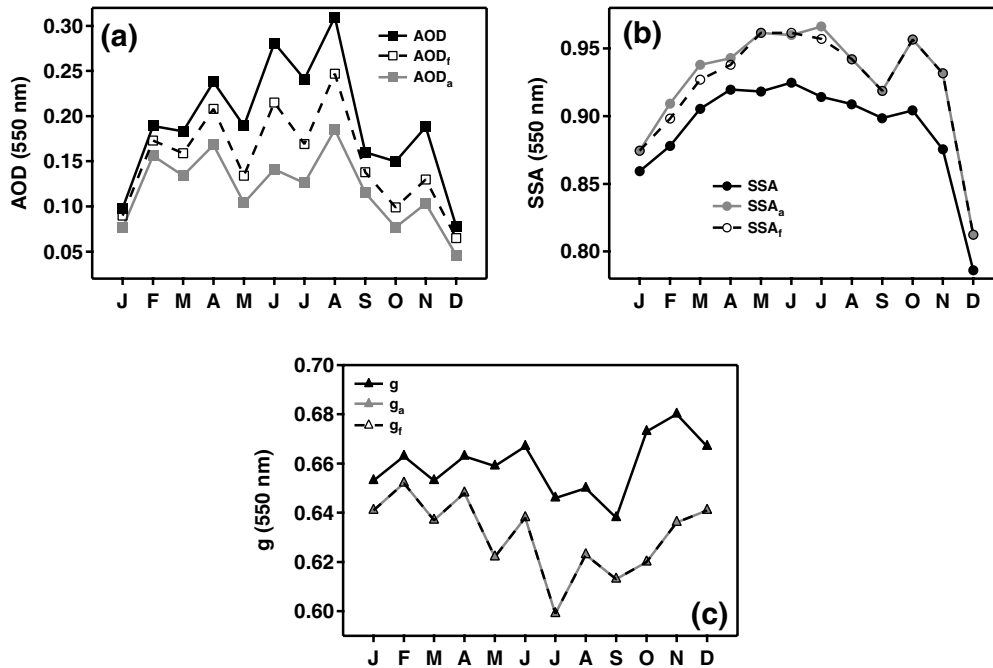 (a)
AOD (550 nm)
0.30
0.25
0.20
0.15
0.10
0.05
AOD
AODf
AODa
J F M A M J J A S O N D
(b)
SSA (550 nm)
0.95
0.90
0.85
0.80
SSA
SSAa
SSAf
J F M A M J J A S O N D
g (550 nm)
0.70
0.68
0.66
0.64
0.62
0.60
g
ga
gf
(c)
J F M A M J J A S O N D